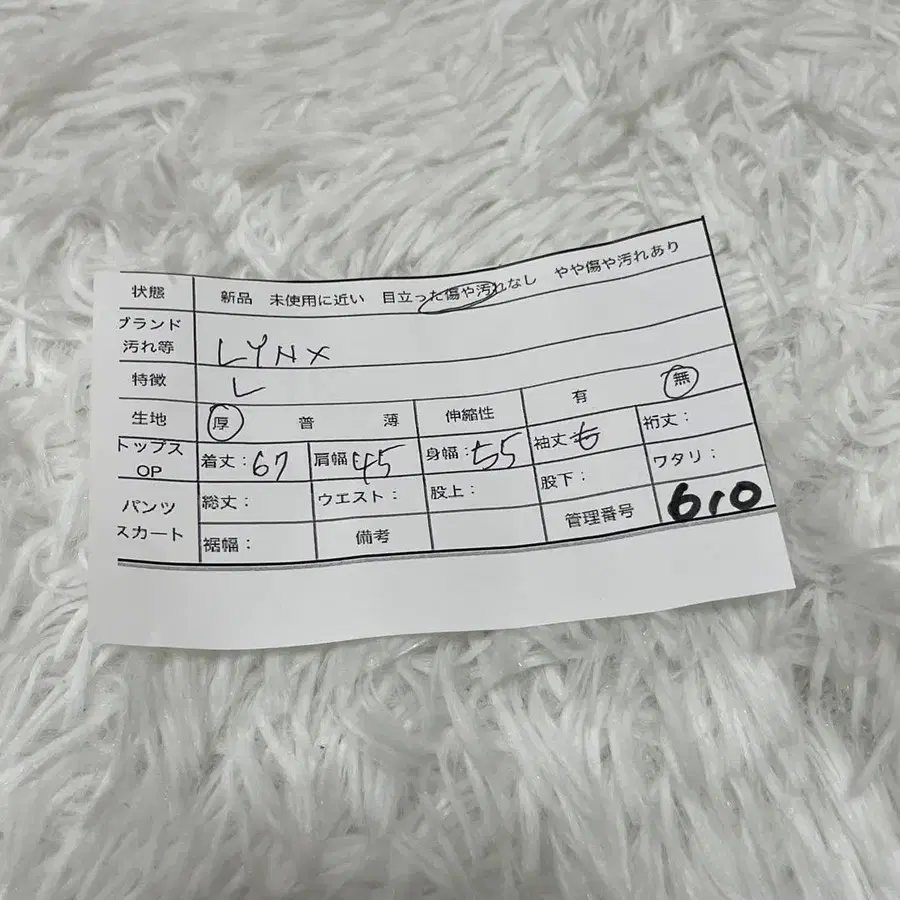 状態 新品 未使用に近い 目立った傷や汚れなし やや傷や汚れあり
ブランド
汚れ等 LYNX
特徴 L
生地 厚 普 薄 伸縮性 有 無
トップス
OP 着丈:67 肩幅 45 身幅:55 袖丈: 裄丈:
パンツ
スカート 総丈: ウエスト: 股上: 股下: ワタリ:
裾幅: 備考 管理番号 610